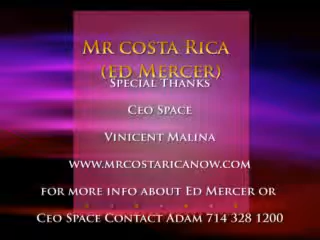 Mr costa Rica
(ed Mercer)
Special Thanks
Ceo Space
Vinicent Malina
www.mrcostaricanow.com
for more info about Ed Mercer or
Ceo Space Contact Adam 714 328 1200